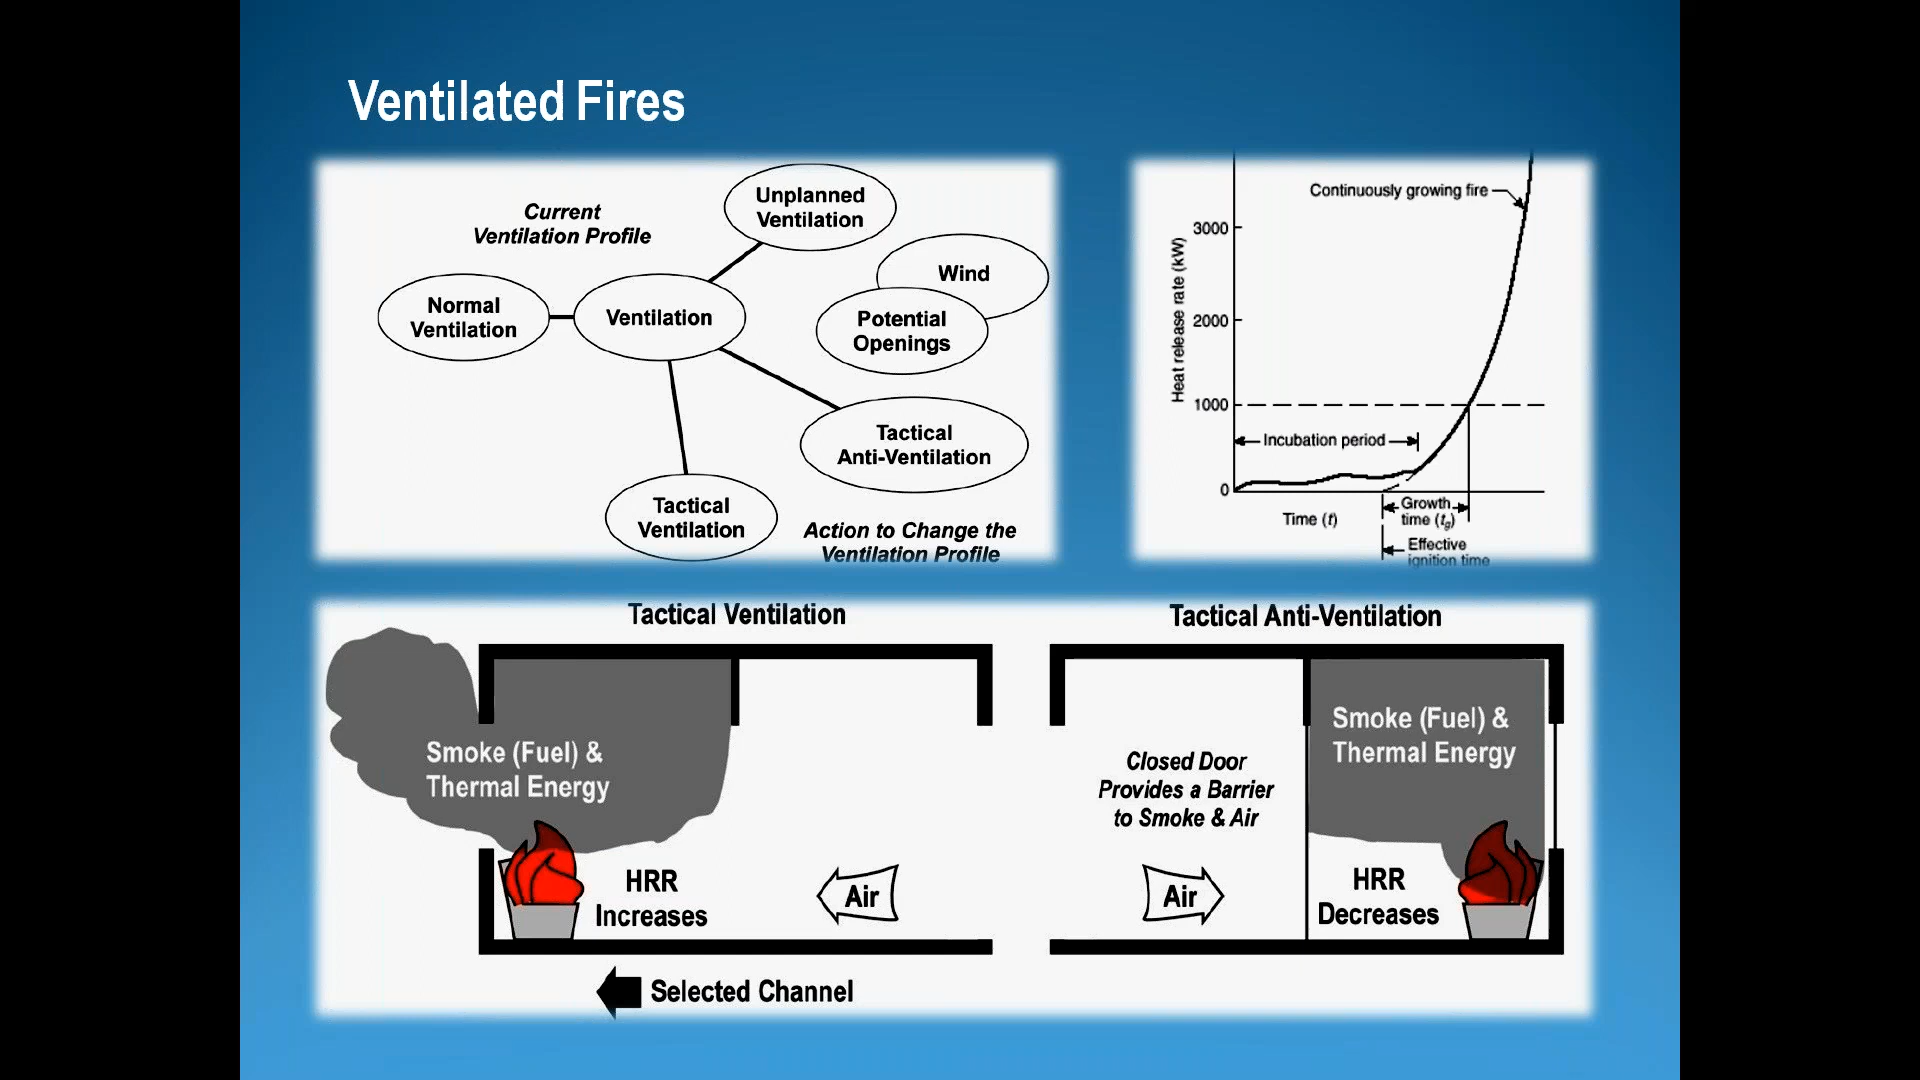 Ventilated Fires
Current
Ventilation Profile
Unplanned
Ventilation
Wind
Normal
Ventilation
Ventilation
Potential
Openings
Tactical
Anti-Ventilation
Tactical
Ventilation
Action to Change the
Ventilation Profile
Continuously growing fire
Heat release rate (kW)
3000
2000
1000
0
Incubation period
Time (t)
Growth
time (tg)
Effective
ignition time
Tactical Ventilation
Smoke (Fuel) &
Thermal Energy
HRR
Increases
Air
Selected Channel
Tactical Anti-Ventilation
Closed Door
Provides a Barrier
to Smoke & Air
Air
Smoke (Fuel) &
Thermal Energy
HRR
Decreases